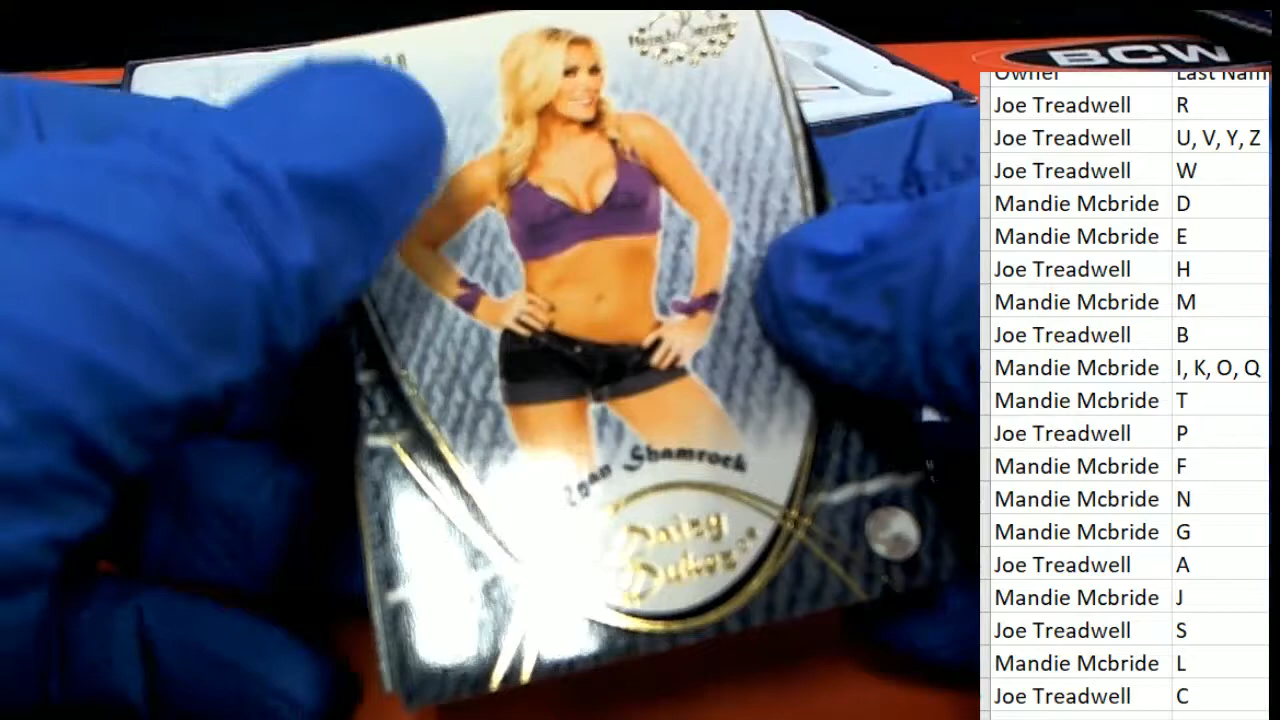 BCW
Owner Last Nam
Joe Treadwell R
Joe Treadwell U, V, Y, Z
Joe Treadwell W
Mandie Mcbride D
Mandie Mcbride E
Joe Treadwell H
Mandie Mcbride M
Joe Treadwell B
Mandie Mcbride I, K, O, Q
Mandie Mcbride T
Joe Treadwell P
Mandie Mcbride F
Mandie Mcbride N
Mandie Mcbride G
Joe Treadwell A
Mandie Mcbride J
Joe Treadwell S
Mandie Mcbride L
Joe Treadwell C
Shamrock
Daisy
Dukes